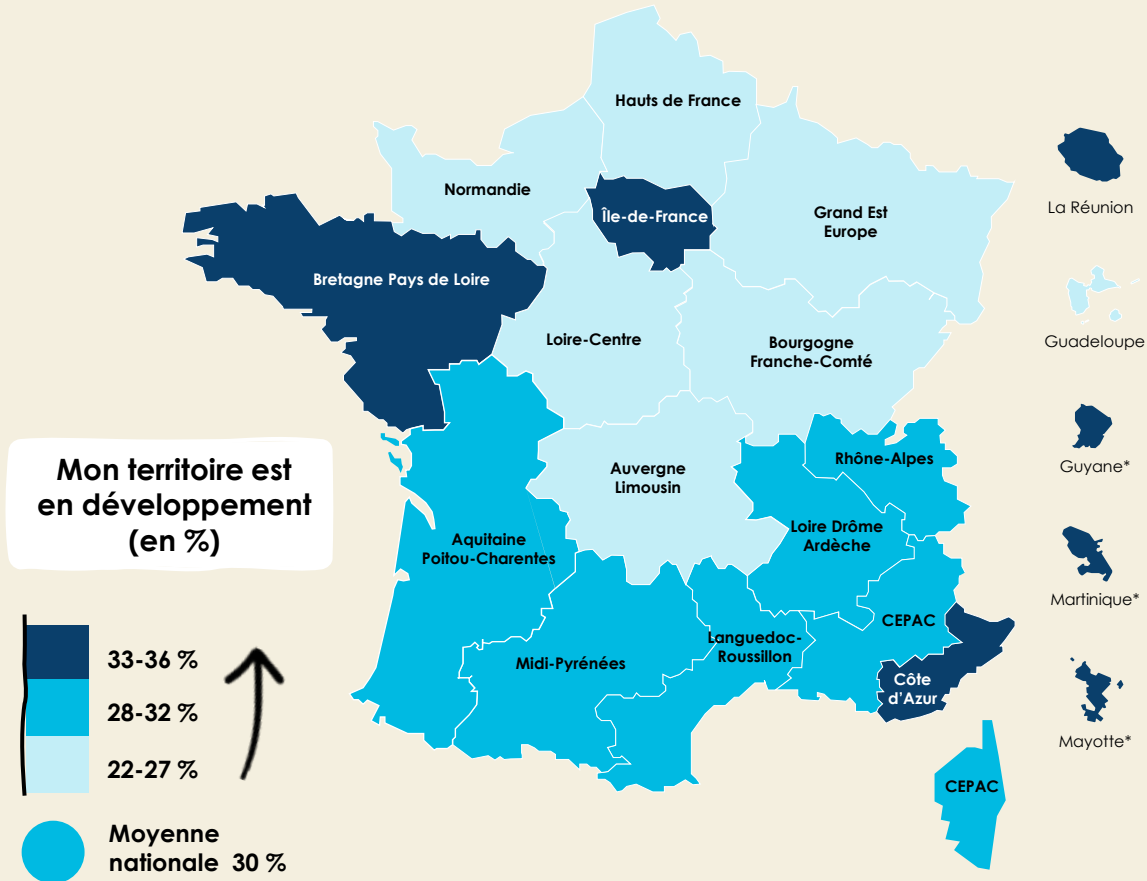 Hauts de France
Normandie
Île-de-France
Grand Est
Europe
Bretagne Pays de Loire
Loire-Centre
Bourgogne
Franche-Comté
Auvergne
Limousin
Rhône-Alpes
Loire Drôme
Ardèche
Aquitaine
Poitou-Charentes
CEPAC
Languedoc-
Roussillon
Midi-Pyrénées
Côte
d'Azur
CEPAC
La Réunion
Guadeloupe
Guyane*
Martinique*
Mayotte*
Mon territoire est
en développement
(en %)
33-36 %
28-32 %
22-27 %
Moyenne
nationale 30 %